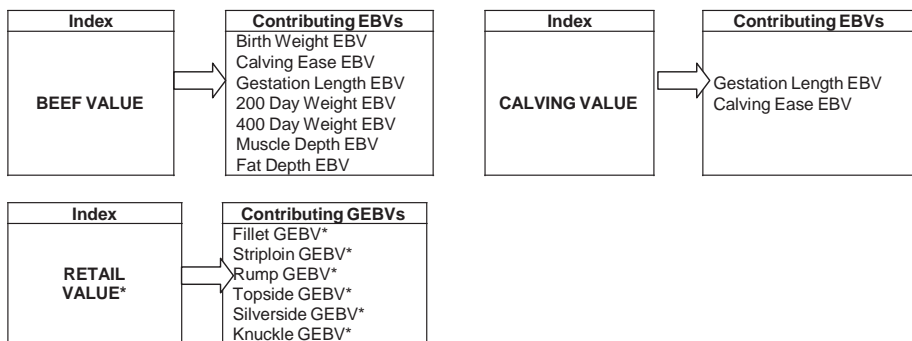 Index
BEEF VALUE
Contributing EBVs
Birth Weight EBV
Calving Ease EBV
Gestation Length EBV
200 Day Weight EBV
400 Day Weight EBV
Muscle Depth EBV
Fat Depth EBV
Index
CALVING VALUE
Contributing EBVs
Gestation Length EBV
Calving Ease EBV
Index
RETAIL
VALUE*
Contributing GEBVs
Fillet GEBV*
Striploin GEBV*
Rump GEBV*
Topside GEBV*
Silverside GEBV*
Knuckle GEBV*